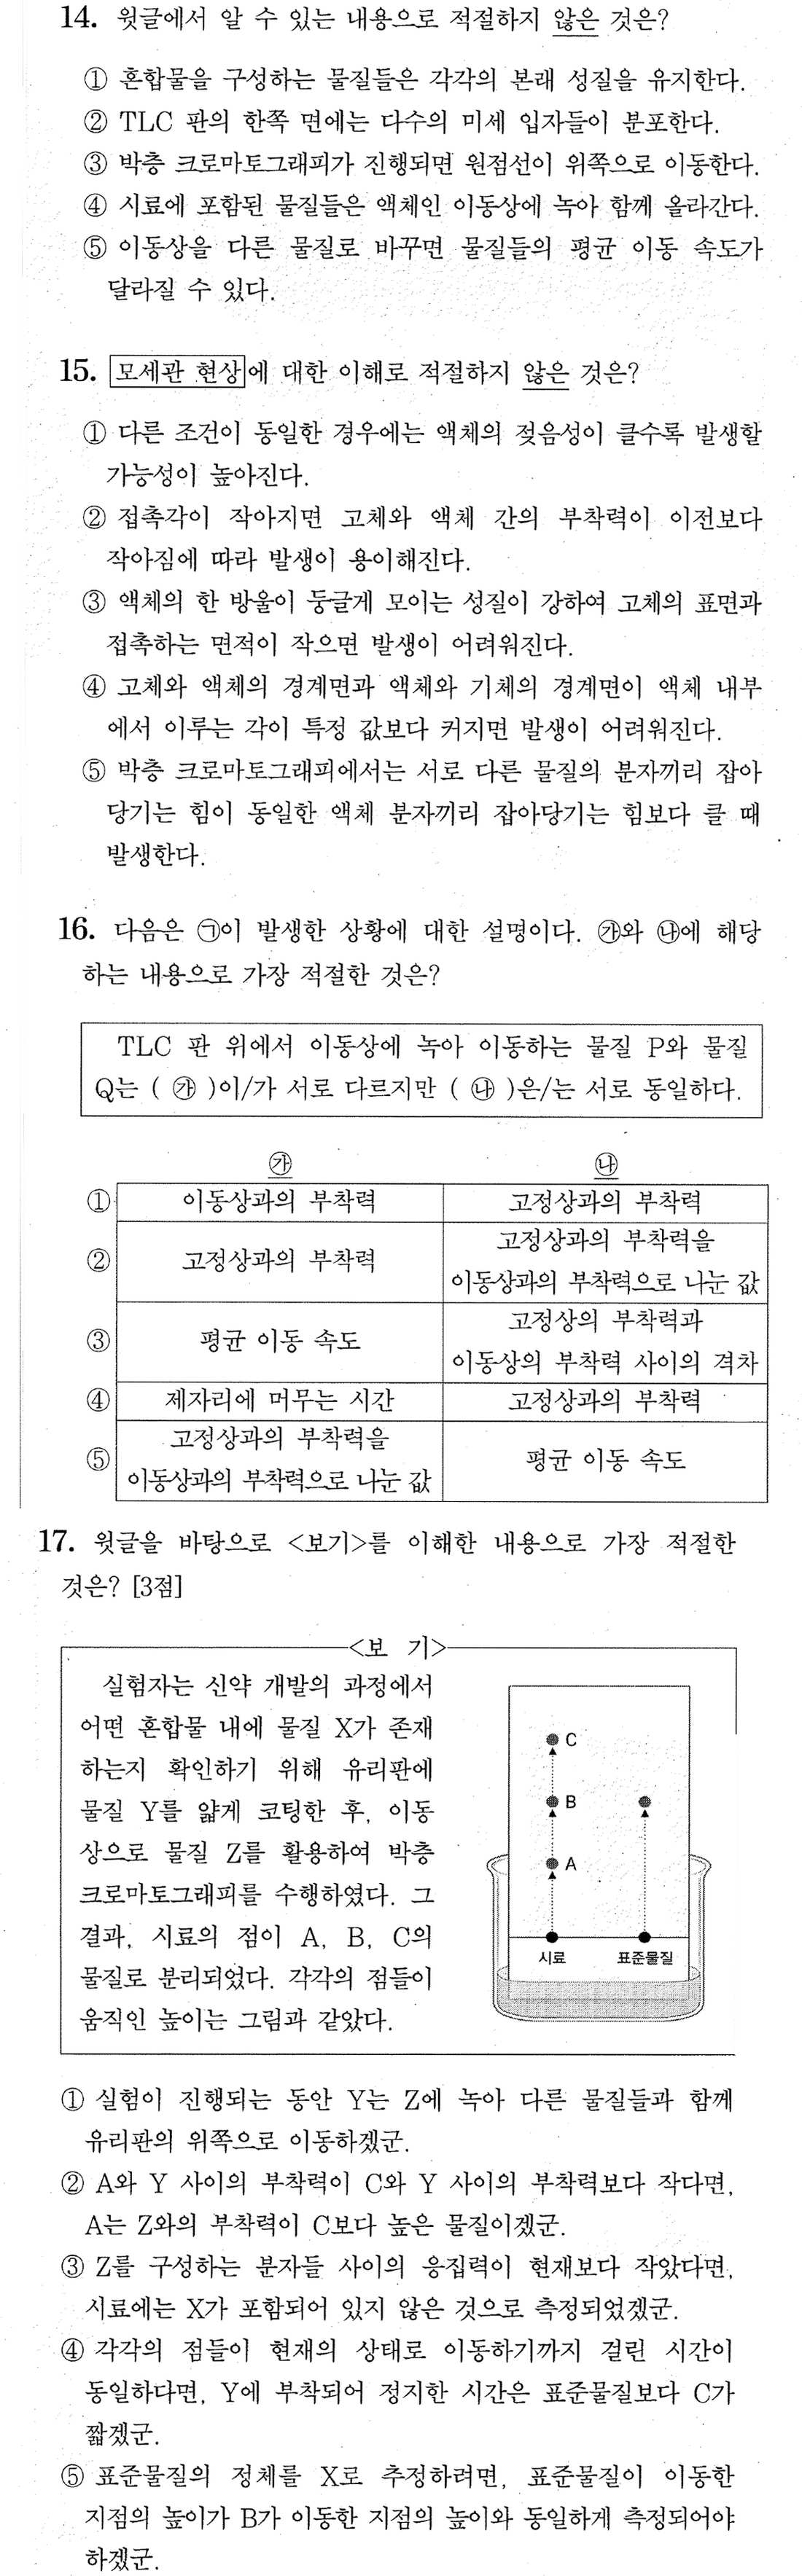 14. 윗글에서 알 수 있는 내용으로 적절하지 않은 것은?
① 혼합물을 구성하는 물질들은 각각의 본래 성질을 유지한다.
② TLC 판의 한쪽 면에는 다수의 미세 입자들이 분포한다.
③ 박층 크로마토그래피가 진행되면 원점선이 위쪽으로 이동한다.
④ 시료에 포함된 물질들은 액체인 이동상에 녹아 함께 올라간다.
⑤ 이동상을 다른 물질로 바꾸면 물질들의 평균 이동 속도가
달라질 수 있다.
15. 모세관 현상에 대한 이해로 적절하지 않은 것은?
① 다른 조건이 동일한 경우에는 액체의 젖음성이 클수록 발생할
가능성이 높아진다.
② 접촉각이 작아지면 고체와 액체 간의 부착력이 이전보다
작아짐에 따라 발생이 용이해진다.
③ 액체의 한 방울이 둥글게 모이는 성질이 강하여 고체의 표면과
접촉하는 면적이 작으면 발생이 어려워진다.
④ 고체와 액체의 경계면과 액체와 기체의 경계면이 액체 내부
에서 이루는 각이 특정 값보다 커지면 발생이 어려워진다.
⑤ 박층 크로마토그래피에서는 서로 다른 물질의 분자끼리 잡아
당기는 힘이 동일한 액체 분자끼리 잡아당기는 힘보다 클 때
발생한다.
16. 다음은 ㉠이 발생한 상황에 대한 설명이다. ㉮와 ㉯에 해당
하는 내용으로 가장 적절한 것은?
TLC 판 위에서 이동상에 녹아 이동하는 물질 P와 물질
Q는 ( ㉮ )이/가 서로 다르지만 ( ㉯ )은/는 서로 동일하다.
㉮ ㉯
① 이동상과의 부착력 고정상과의 부착력
② 고정상과의 부착력 고정상과의 부착력을
이동상과의 부착력으로 나눈 값
③ 평균 이동 속도 고정상의 부착력과
이동상의 부착력 사이의 격차
④ 제자리에 머무는 시간 고정상과의 부착력
⑤ 고정상과의 부착력을
이동상과의 부착력으로 나눈 값 평균 이동 속도
17. 윗글을 바탕으로 <보기>를 이해한 내용으로 가장 적절한
것은? [3점]
<보 기>
실험자는 신약 개발의 과정에서
어떤 혼합물 내에 물질 X가 존재
하는지 확인하기 위해 유리판에
물질 Y를 얇게 코팅한 후, 이동
상으로 물질 Z를 활용하여 박층
크로마토그래피를 수행하였다. 그
결과, 시료의 점이 A, B, C의
물질로 분리되었다. 각각의 점들이
움직인 높이는 그림과 같았다.
C
B
A
시료 표준물질
① 실험이 진행되는 동안 Y는 Z에 녹아 다른 물질들과 함께
유리판의 위쪽으로 이동하겠군.
② A와 Y 사이의 부착력이 C와 Y 사이의 부착력보다 작다면,
A는 Z와의 부착력이 C보다 높은 물질이겠군.
③ Z를 구성하는 분자들 사이의 응집력이 현재보다 작았다면,
시료에는 X가 포함되어 있지 않은 것으로 측정되었겠군.
④ 각각의 점들이 현재의 상태로 이동하기까지 걸린 시간이
동일하다면, Y에 부착되어 정지한 시간은 표준물질보다 C가
짧겠군.
⑤ 표준물질의 정체를 X로 추정하려면, 표준물질이 이동한
지점의 높이가 B가 이동한 지점의 높이와 동일하게 측정되어야
하겠군.